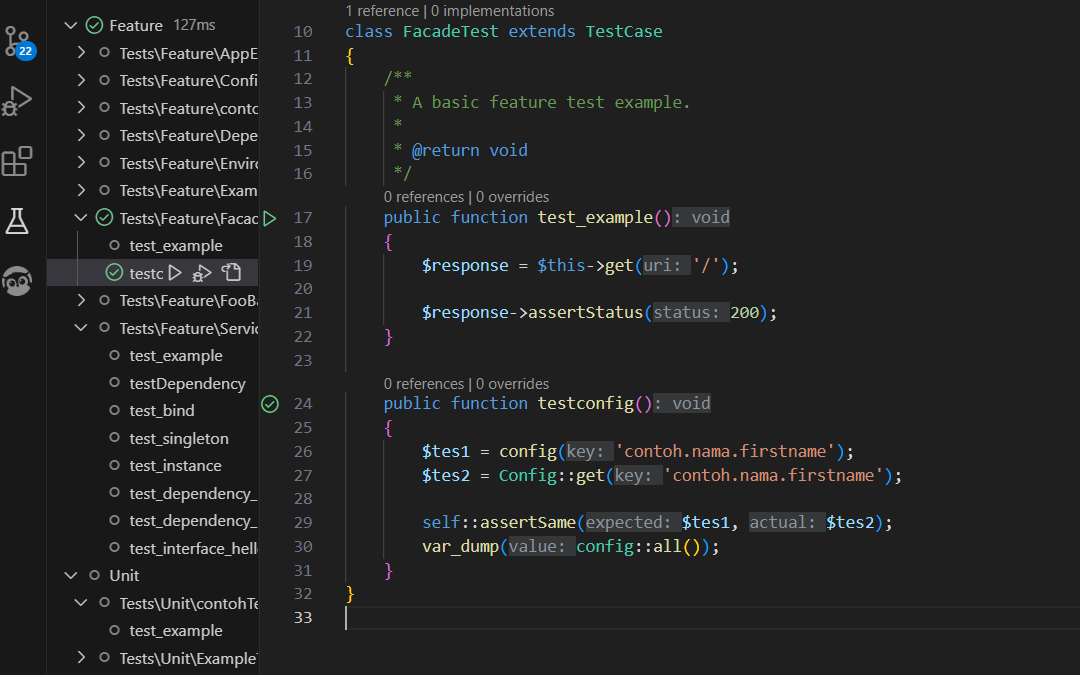 22
Feature 127ms
Tests\Feature\AppE
Tests\Feature\Confi
Tests\Feature\contc
Tests\Feature\Depe
Tests\Feature\Enviro
Tests\Feature\Exam
Tests\Feature\Facad
test_example
testc
Tests\Feature\FooBa
Tests\Feature\Servic
test_example
testDependency
test_bind
test_singleton
test_instance
test_dependency_
test_dependency_
test_interface_hell
Unit
Tests\Unit\contohTe
test_example
Tests\Unit\Example
1 reference | 0 implementations
10 class FacadeTest extends TestCase
11 {
12 /**
13 * A basic feature test example.
14 *
15 * @return void
16 */
0 references | 0 overrides
17 public function test_example(): void
18 {
19 $response = $this->get(uri: '/');
20
21 $response->assertStatus(status: 200);
22 }
23
0 references | 0 overrides
24 public function testconfig(): void
25 {
26 $tes1 = config(key: 'contoh.nama.firstname');
27 $tes2 = Config::get(key: 'contoh.nama.firstname');
28
29 self::assertSame(expected: $tes1, actual: $tes2);
30 var_dump(value: config::all());
31 }
32 }
33